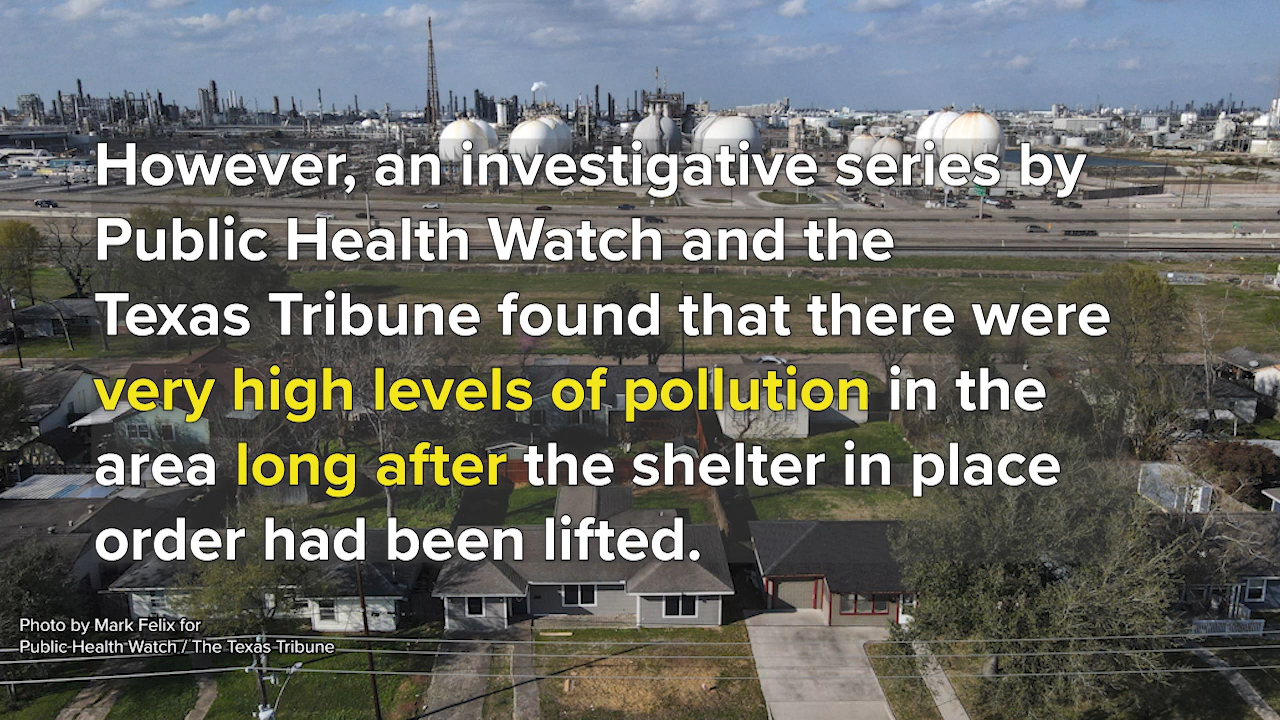 However, an investigative series by
Public Health Watch and the
Texas Tribune found that there were
very high levels of pollution in the
area long after the shelter in place
order had been lifted.
Photo by Mark Felix for
Public Health Watch / The Texas Tribune